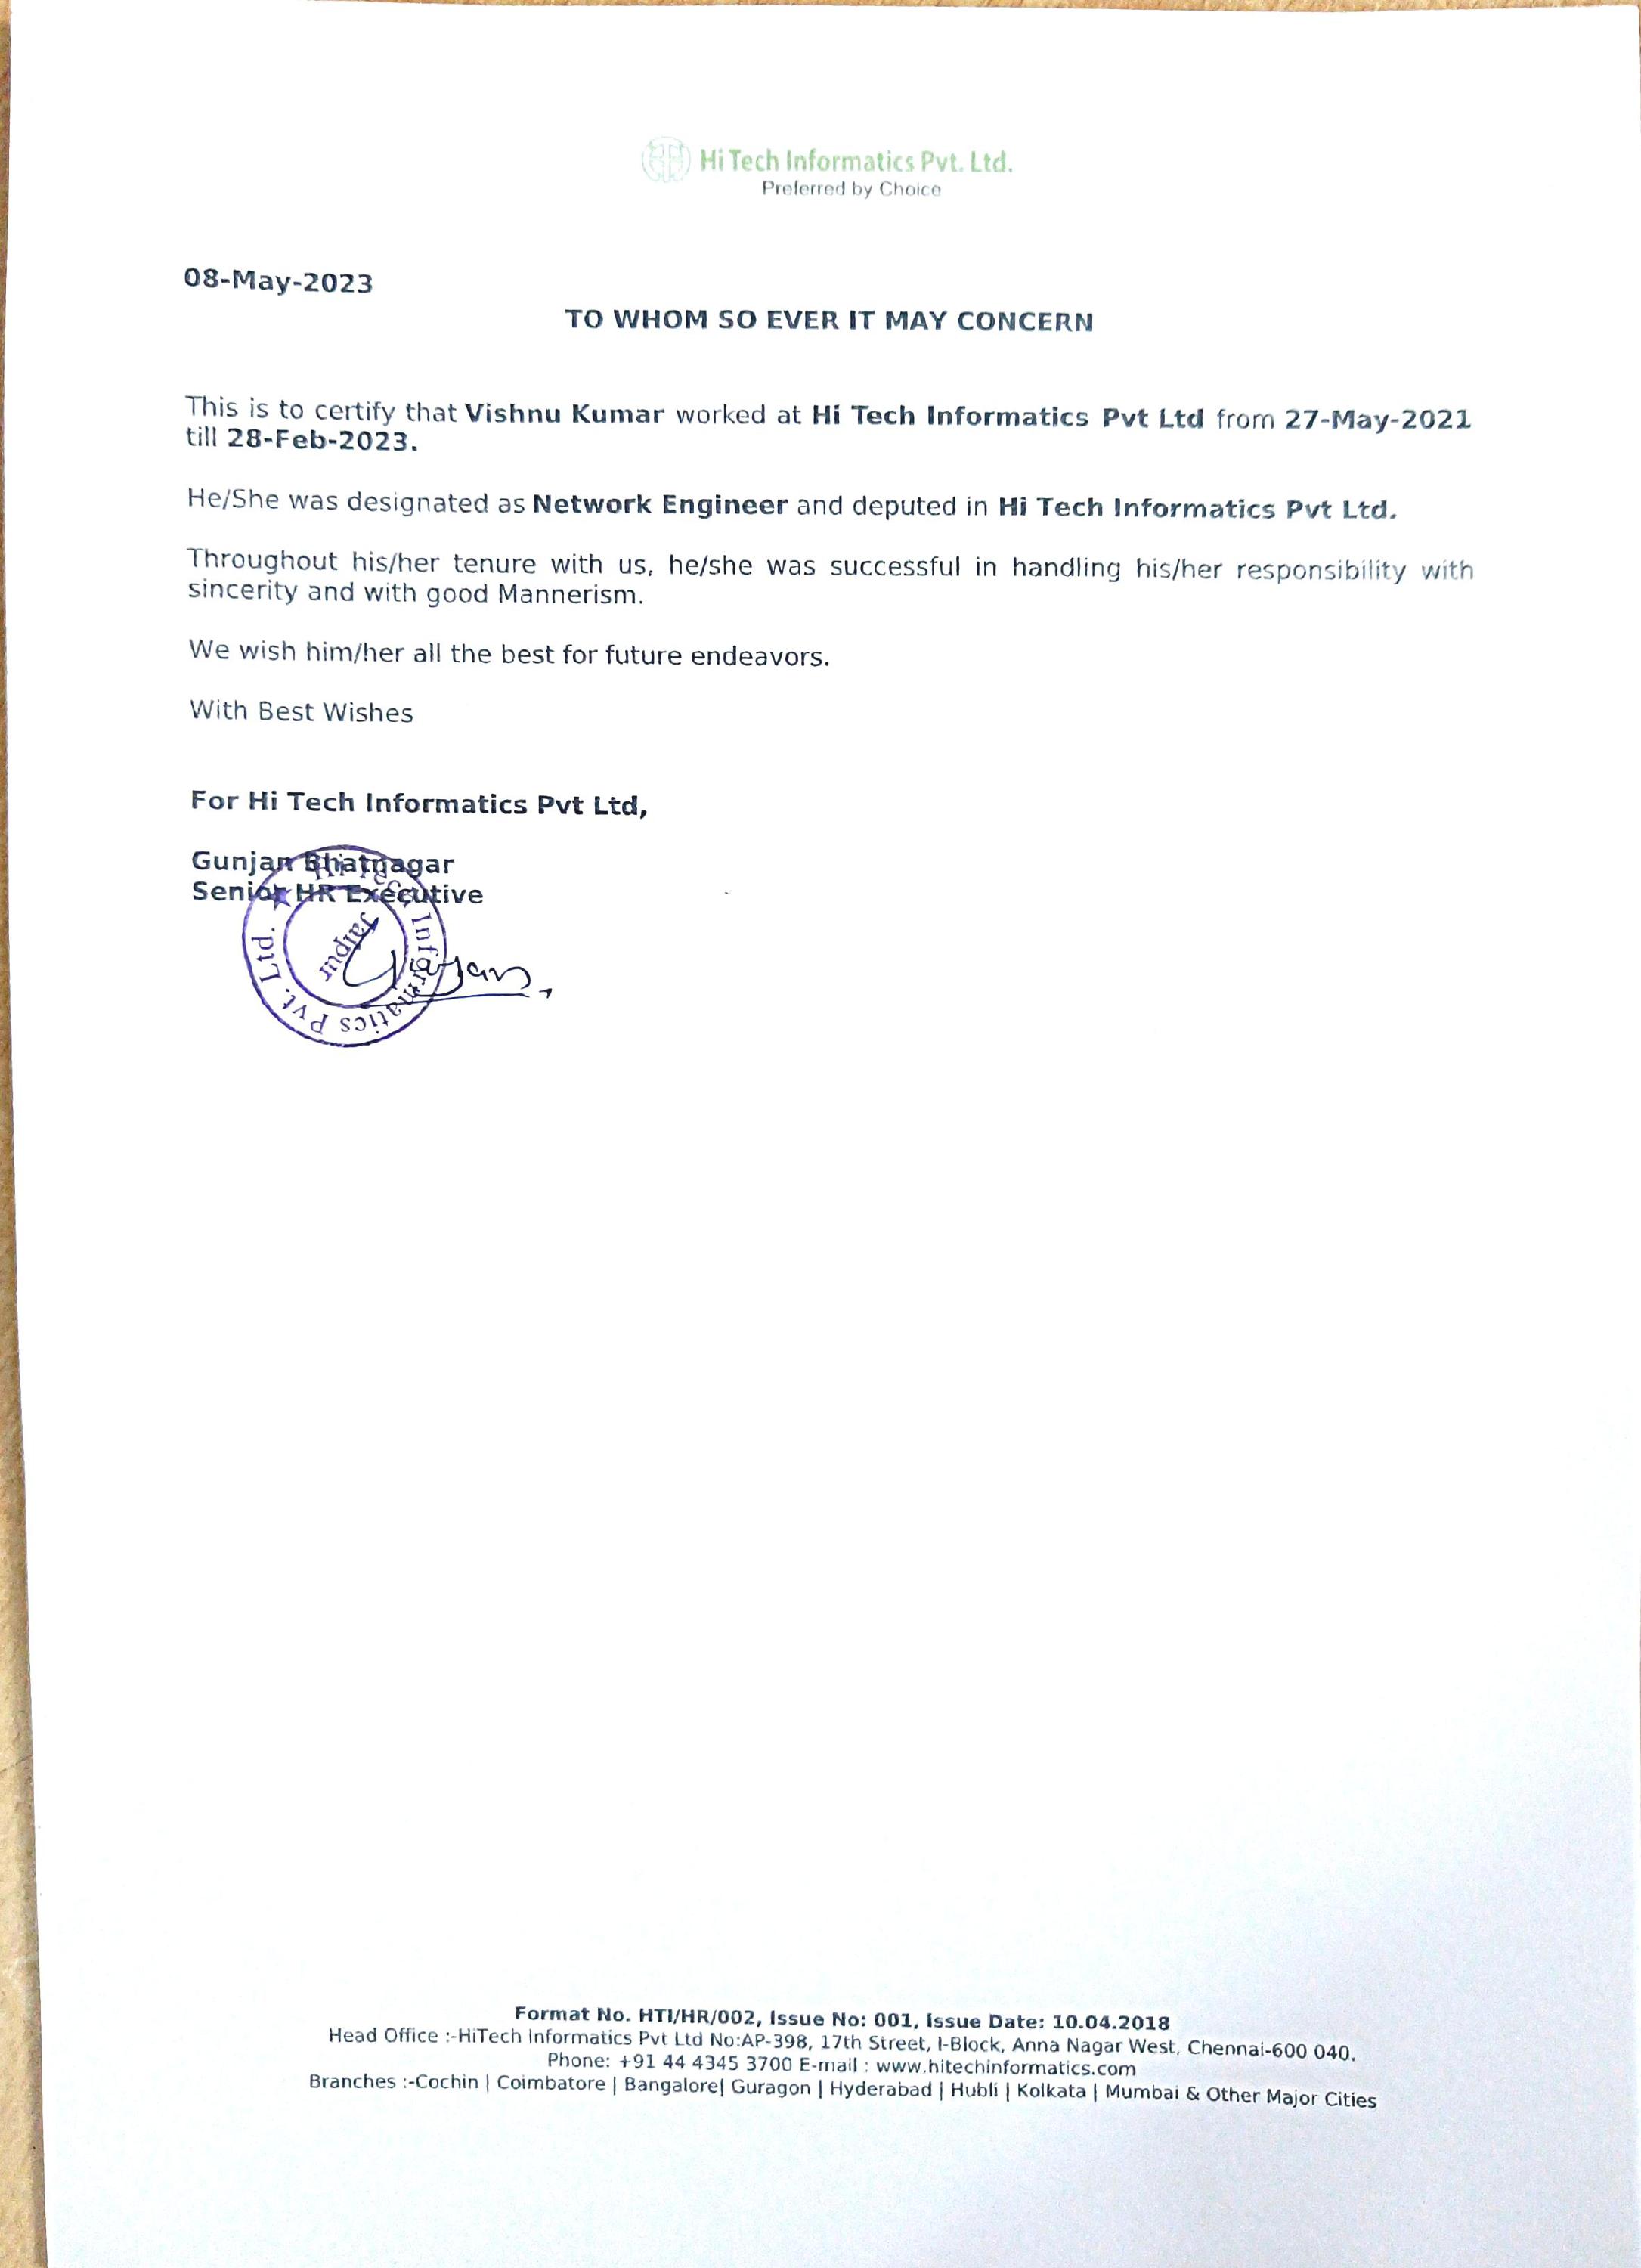 Hi Tech Informatics Pvt. Ltd.
Preferred by Choice
08-May-2023
TO WHOM SO EVER IT MAY CONCERN
This is to certify that Vishnu Kumar worked at Hi Tech Informatics Pvt Ltd from 27-May-2021
till 28-Feb-2023.
He/She was designated as Network Engineer and deputed in Hi Tech Informatics Pvt Ltd.
Throughout his/her tenure with us, he/she was successful in handling his/her responsibility with
sincerity and with good Mannerism.
We wish him/her all the best for future endeavors.
With Best Wishes
For Hi Tech Informatics Pvt Ltd,
Gunjan Bhatnagar
Senior HR Executive
Hi Tech Informatics Pvt. Ltd.
Jaipur
Format No. HTI/HR/002, Issue No: 001, Issue Date: 10.04.2018
Head Office :-HiTech Informatics Pvt Ltd No:AP-398, 17th Street, I-Block, Anna Nagar West, Chennai-600 040.
Phone: +91 44 4345 3700 E-mail : www.hitechinformatics.com
Branches :-Cochin | Coimbatore | Bangalore| Guragon | Hyderabad | Hubli | Kolkata | Mumbai & Other Major Cities